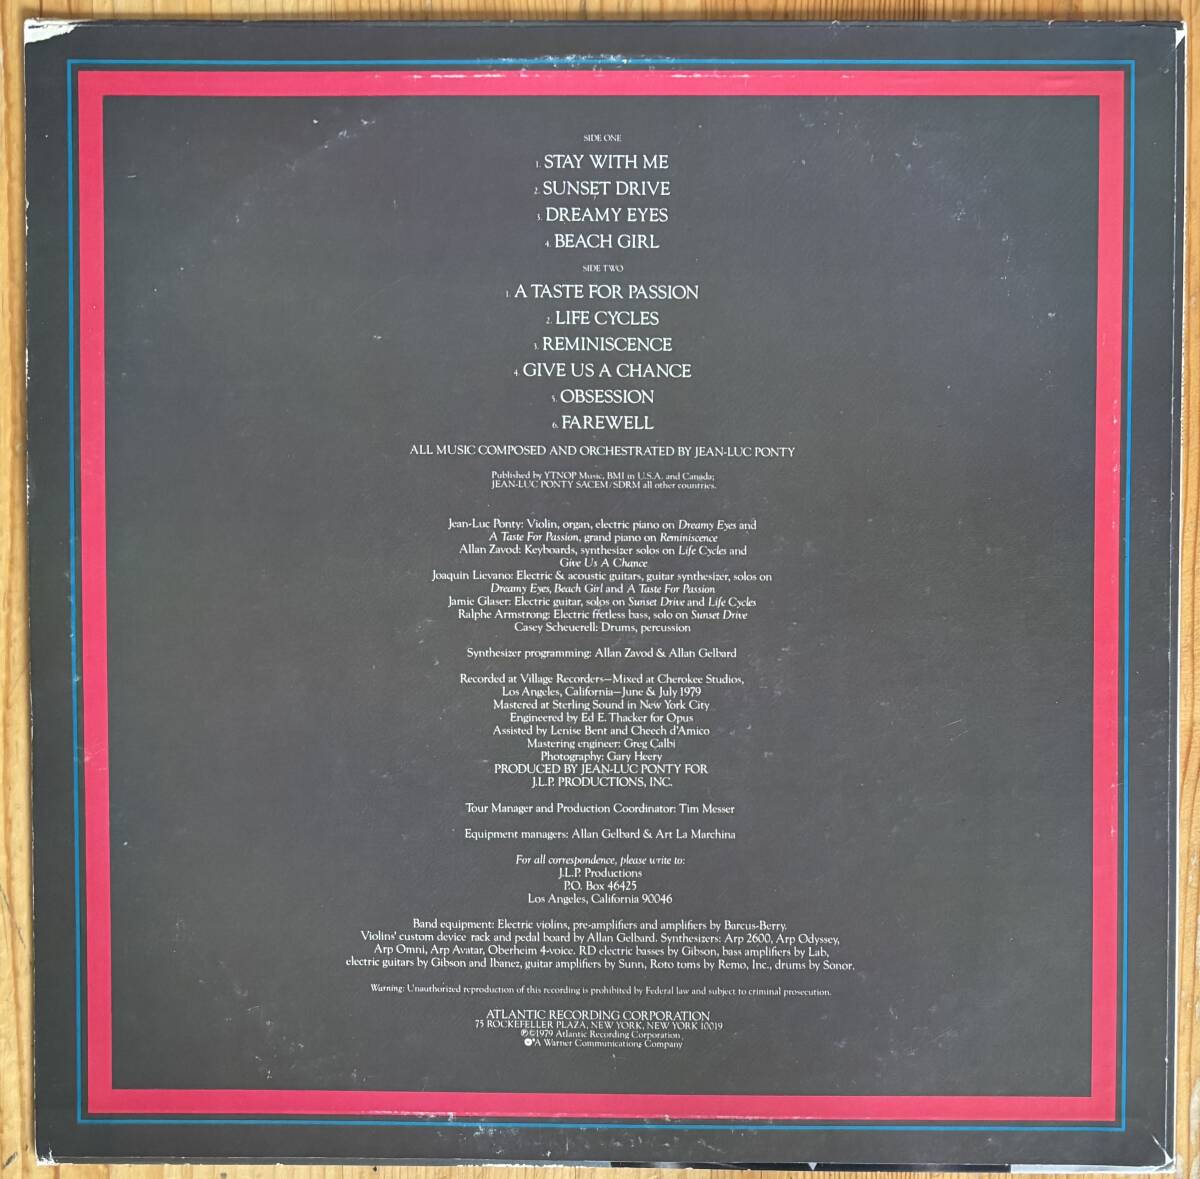 SIDE ONE
1. STAY WITH ME
2. SUNSET DRIVE
3. DREAMY EYES
4. BEACH GIRL
SIDE TWO
1. A TASTE FOR PASSION
2. LIFE CYCLES
3. REMINISCENCE
4. GIVE US A CHANCE
5. OBSESSION
6. FAREWELL
ALL MUSIC COMPOSED AND ORCHESTRATED BY JEAN-LUC PONTY
Published by YTNOP Music, BMI in U.S.A. and Canada;
JEAN-LUC PONTY SACEM/SDRM all other countries.
Jean-Luc Ponty: Violin, organ, electric piano on Dreamy Eyes and
A Taste For Passion, grand piano on Reminiscence
Allan Zavod: Keyboards, synthesizer solos on Life Cycles and
Give Us A Chance
Joaquin Lievano: Electric & acoustic guitars, guitar synthesizer, solos on
Dreamy Eyes, Beach Girl and A Taste For Passion
Jamie Glaser: Electric guitar, solos on Sunset Drive and Life Cycles
Ralphe Armstrong: Electric fretless bass, solo on Sunset Drive
Casey Scheuerell: Drums, percussion
Synthesizer programming: Allan Zavod & Allan Gelbard
Recorded at Village Recorders—Mixed at Cherokee Studios,
Los Angeles, California—June & July 1979
Mastered at Sterling Sound in New York City
Engineered by Ed E. Thacker for Opus
Assisted by Lenise Bent and Cheech d'Amico
Mastering engineer: Greg Calbi
Photography: Gary Heery
PRODUCED BY JEAN-LUC PONTY FOR
J.L.P. PRODUCTIONS, INC.
Tour Manager and Production Coordinator: Tim Messer
Equipment managers: Allan Gelbard & Art La Marchina
For all correspondence, please write to:
J.L.P. Productions
P.O. Box 46425
Los Angeles, California 90046
Band equipment: Electric violins, pre-amplifiers and amplifiers by Barcus-Berry.
Violins' custom device rack and pedal board by Allan Gelbard. Synthesizers: Arp 2600, Arp Odyssey,
Arp Omni, Arp Avatar, Oberheim 4-voice. RD electric basses by Gibson, bass amplifiers by Lab,
electric guitars by Gibson and Ibanez, guitar amplifiers by Sunn, Roto toms by Remo, Inc., drums by Sonor.
Warning: Unauthorized reproduction of this recording is prohibited by Federal law and subject to criminal prosecution.
ATLANTIC RECORDING CORPORATION
75 ROCKEFELLER PLAZA, NEW YORK, NEW YORK 10019
℗©1979 Atlantic Recording Corporation
A Warner Communications Company